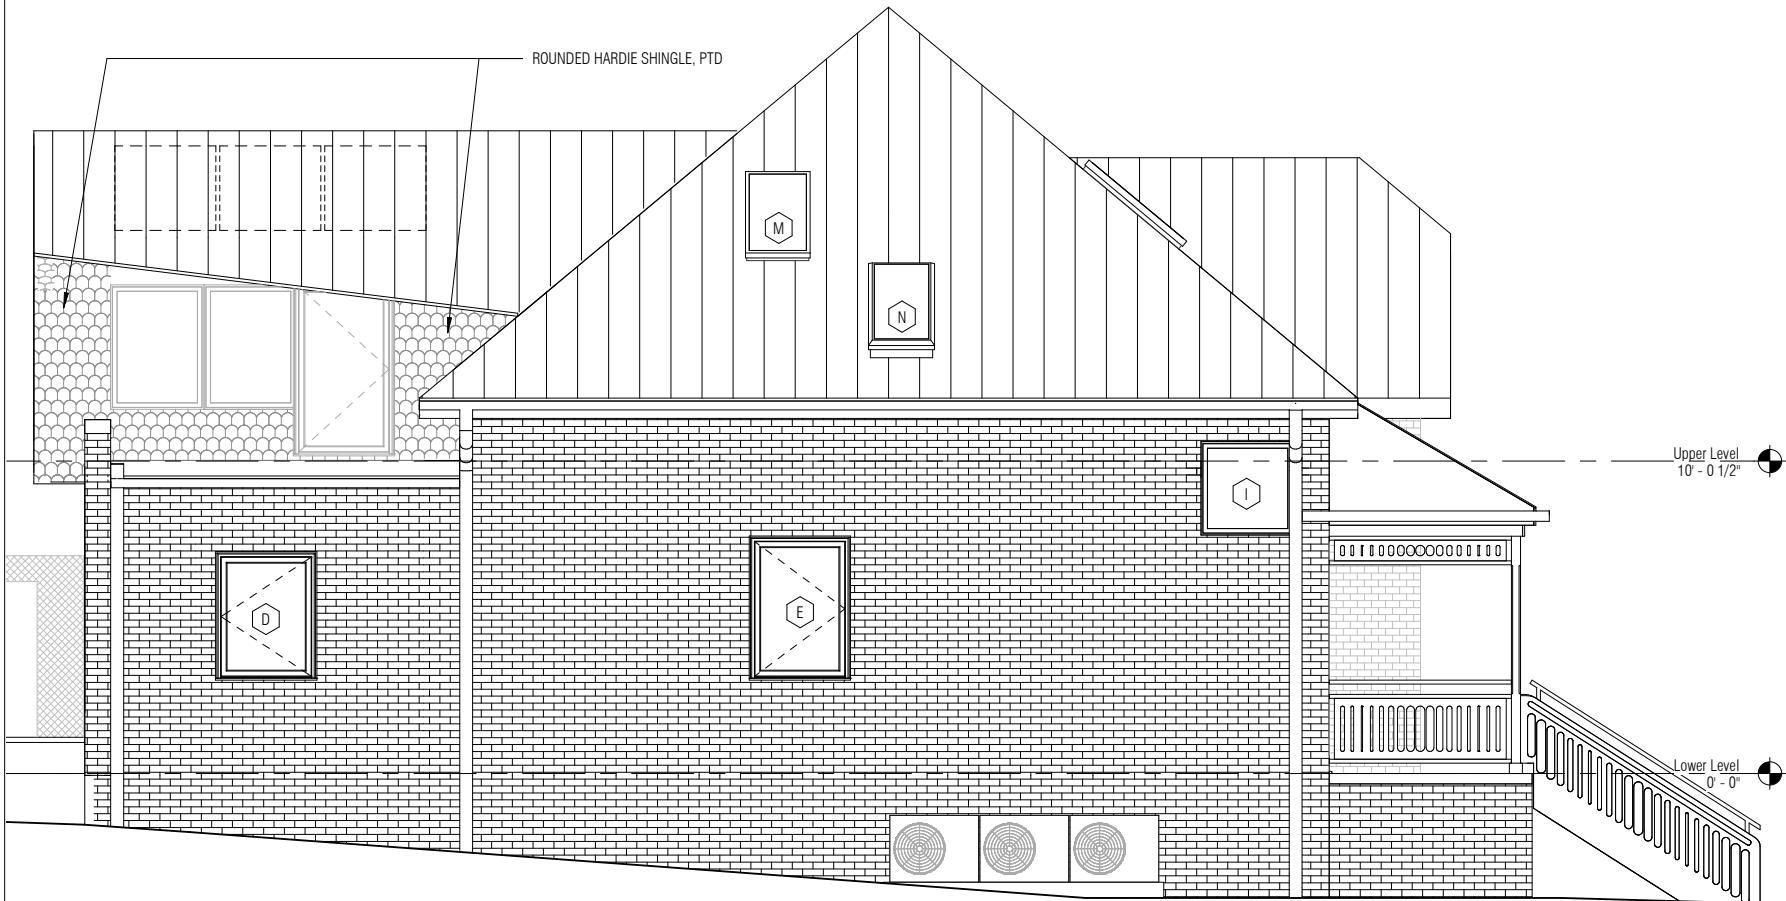 ROUNDED HARDIE SHINGLE, PTD
M
N
Upper Level
10' - 0 1/2"
I
D
E
Lower Level
0' - 0"